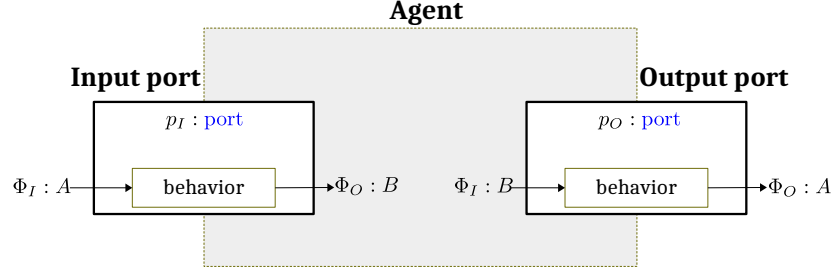 Agent
Input port
Output port
p_I : port
p_O : port
Φ_I : A
behavior
Φ_O : B
Φ_I : B
behavior
Φ_O : A